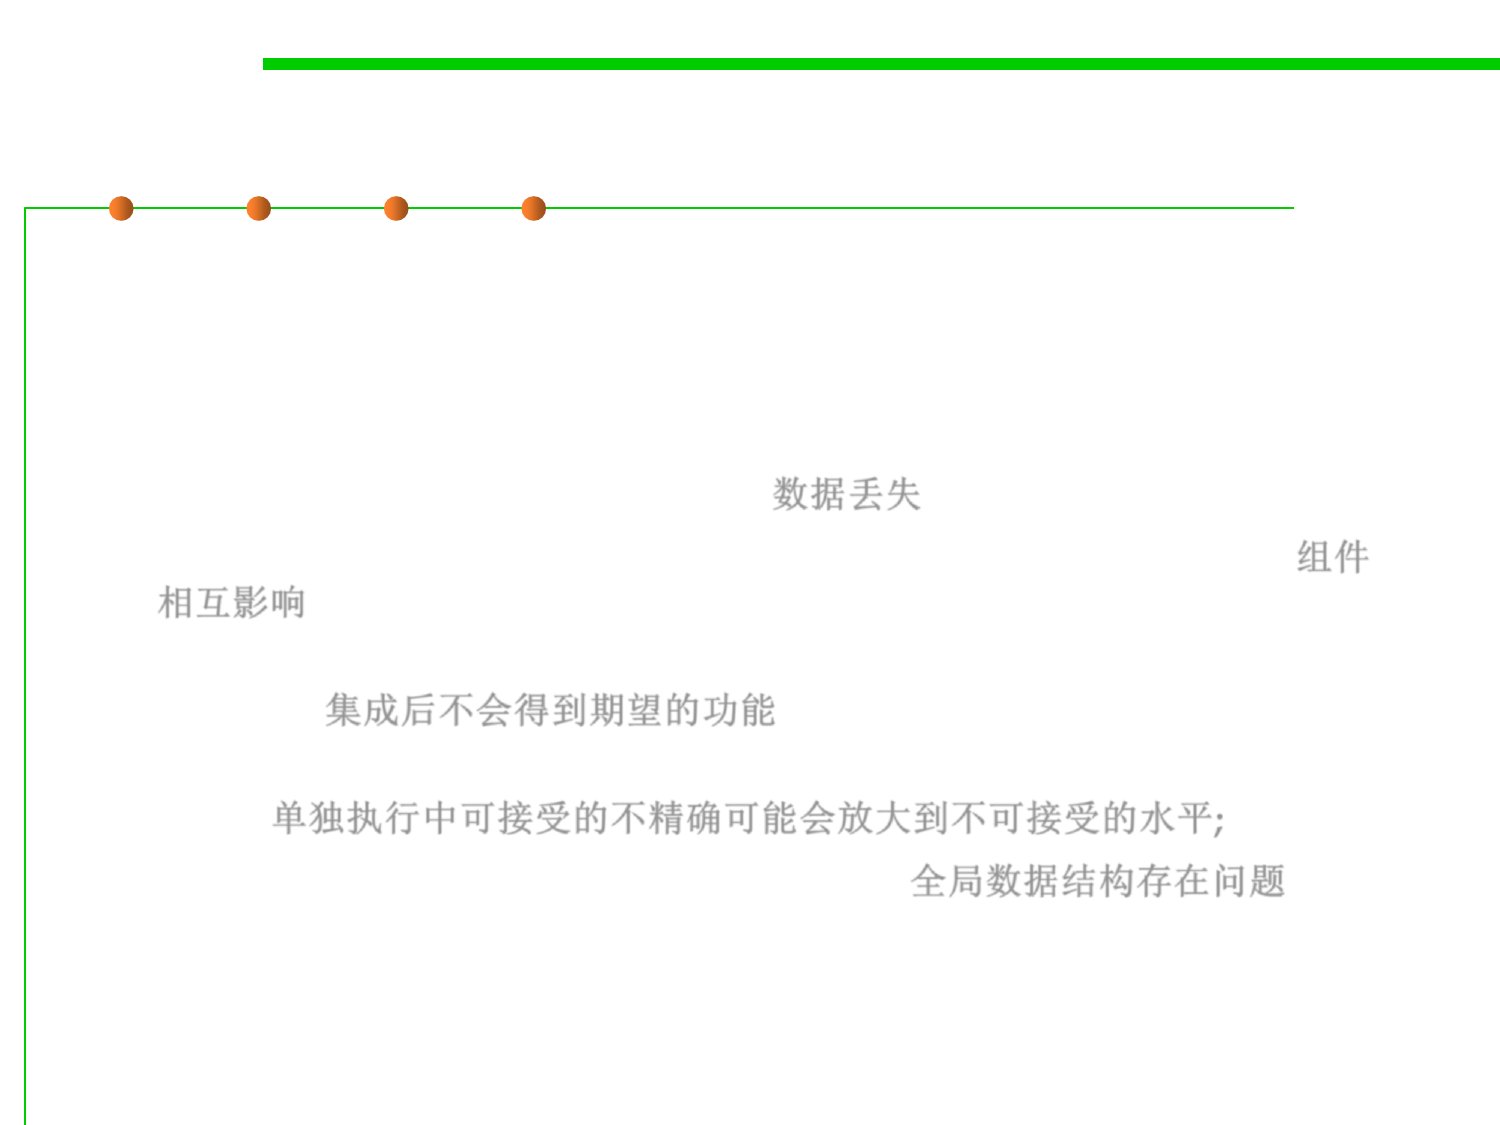 数据丢失
组件
相互影响
集成后不会得到期望的功能
单独执行中可接受的不精确可能会放大到不可接受的水平;
全局数据结构存在问题